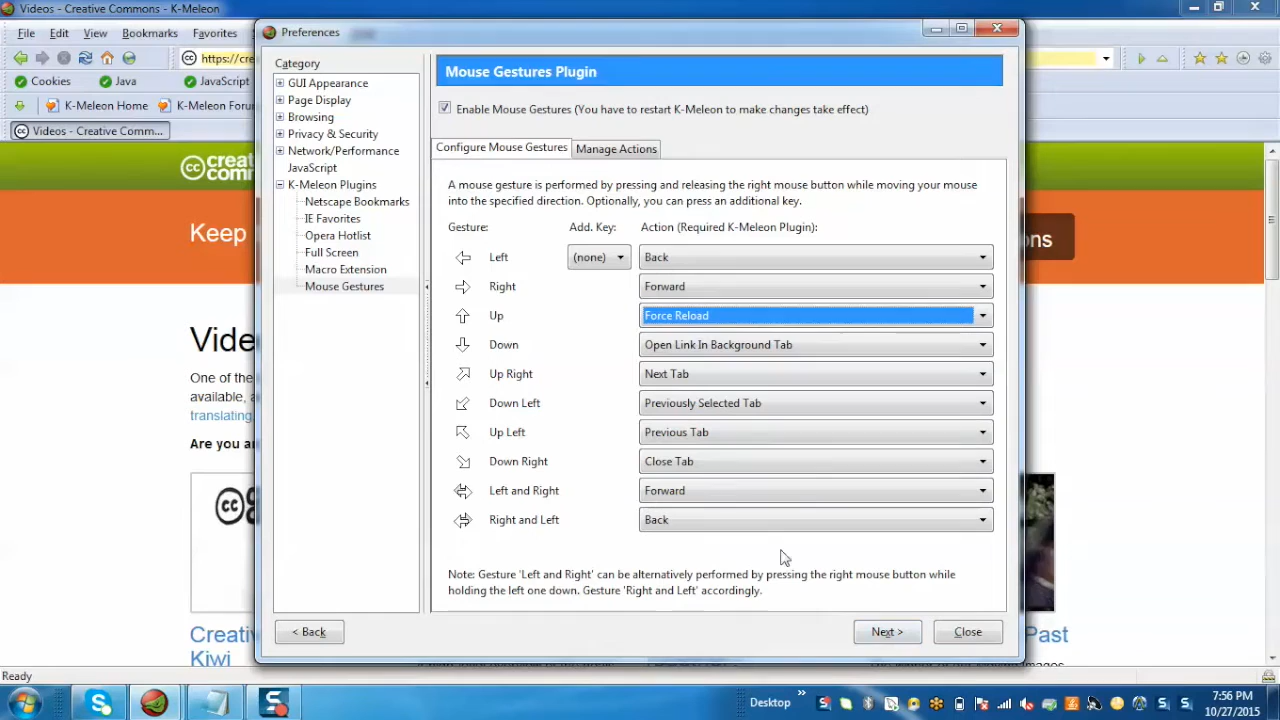 Videos - Creative Commons - K-Meleon
File Edit View Bookmarks Favorites
https://cre
Cookies Java JavaScript
K-Meleon Home K-Meleon Foru
Videos - Creative Comm...
Preferences
Category
GUI Appearance
Page Display
Browsing
Privacy & Security
Network/Performance
JavaScript
K-Meleon Plugins
Netscape Bookmarks
IE Favorites
Opera Hotlist
Full Screen
Macro Extension
Mouse Gestures
Mouse Gestures Plugin
Enable Mouse Gestures (You have to restart K-Meleon to make changes take effect)
Configure Mouse Gestures Manage Actions
A mouse gesture is performed by pressing and releasing the right mouse button while moving your mouse
into the specified direction. Optionally, you can press an additional key.
Gesture: Add. Key: Action (Required K-Meleon Plugin):
Left (none) Back
Right Forward
Up Force Reload
Down Open Link In Background Tab
Up Right Next Tab
Down Left Previously Selected Tab
Up Left Previous Tab
Down Right Close Tab
Left and Right Forward
Right and Left Back
Note: Gesture 'Left and Right' can be alternatively performed by pressing the right mouse button while
holding the left one down. Gesture 'Right and Left' accordingly.
< Back Next > Close
creat
comm
Keep
ons
Vide
One of the
available, a
translating.
Are you a
cc
Creativ
Kiwi
Past
Ready
Desktop
7:56 PM
10/27/2015